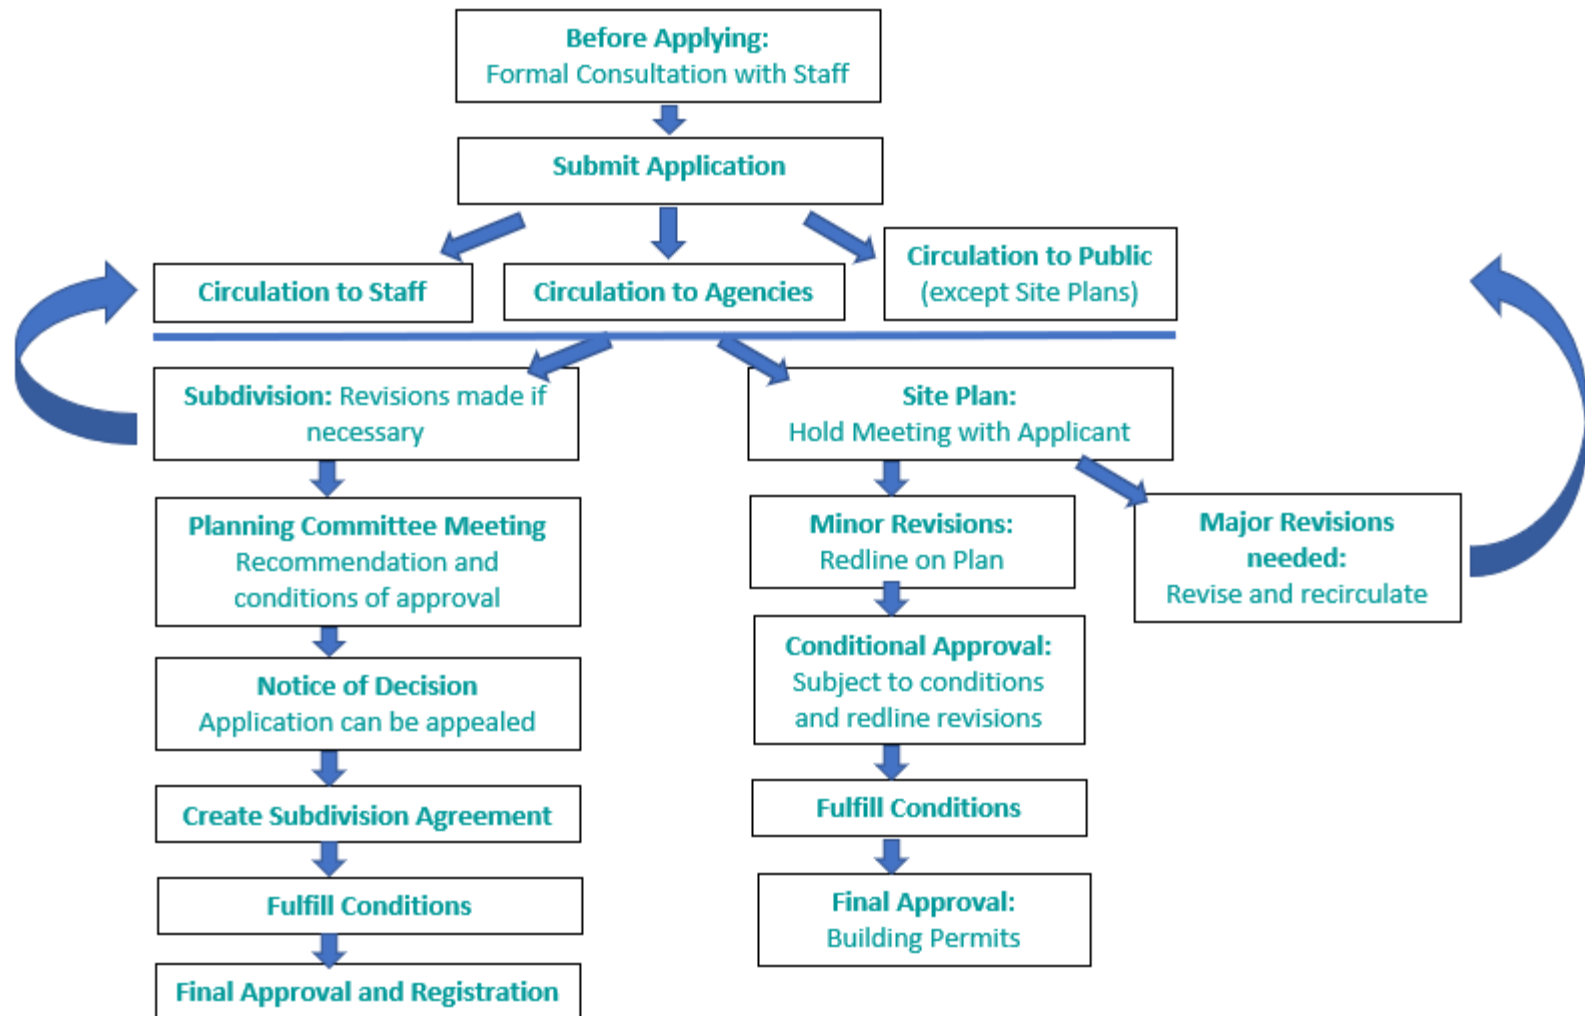 Before Applying:
Formal Consultation with Staff
Submit Application
Circulation to Staff
Circulation to Agencies
Circulation to Public
(except Site Plans)
Subdivision: Revisions made if
necessary
Site Plan:
Hold Meeting with Applicant
Planning Committee Meeting
Recommendation and
conditions of approval
Minor Revisions:
Redline on Plan
Major Revisions
needed:
Revise and recirculate
Notice of Decision
Application can be appealed
Conditional Approval:
Subject to conditions
and redline revisions
Create Subdivision Agreement
Fulfill Conditions
Fulfill Conditions
Final Approval:
Building Permits
Final Approval and Registration